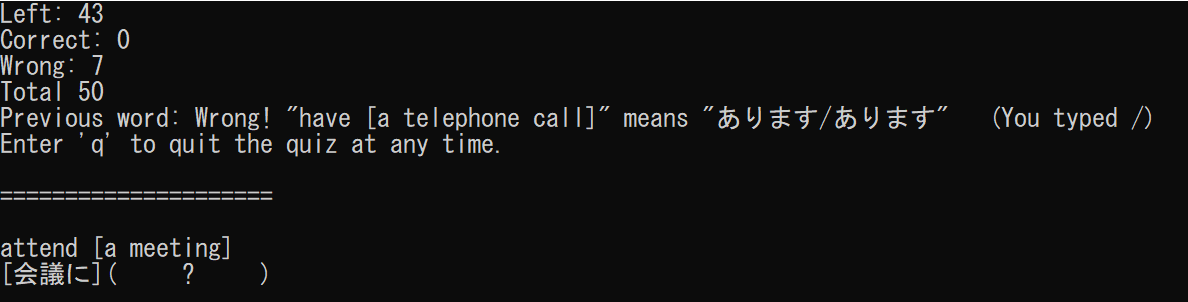 Left: 43
Correct: 0
Wrong: 7
Total 50
Previous word: Wrong! "have [a telephone call]" means "あります/あります"   (You typed /)
Enter 'q' to quit the quiz at any time.
=====================
attend [a meeting]
[会議に](    ?    )